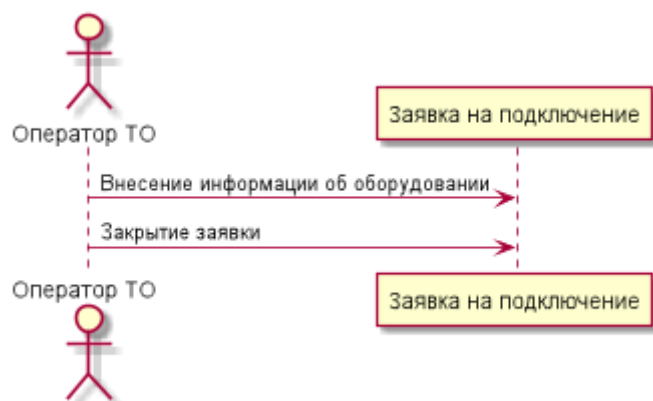 Оператор ТО
Заявка на подключение
Внесение информации об оборудовании
Закрытие заявки
Оператор ТО
Заявка на подключение